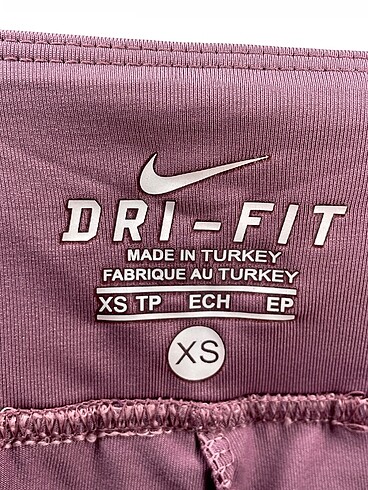 DRI-FIT
MADE IN TURKEY
FABRIQUE AU TURKEY
XS TP ECH EP
XS